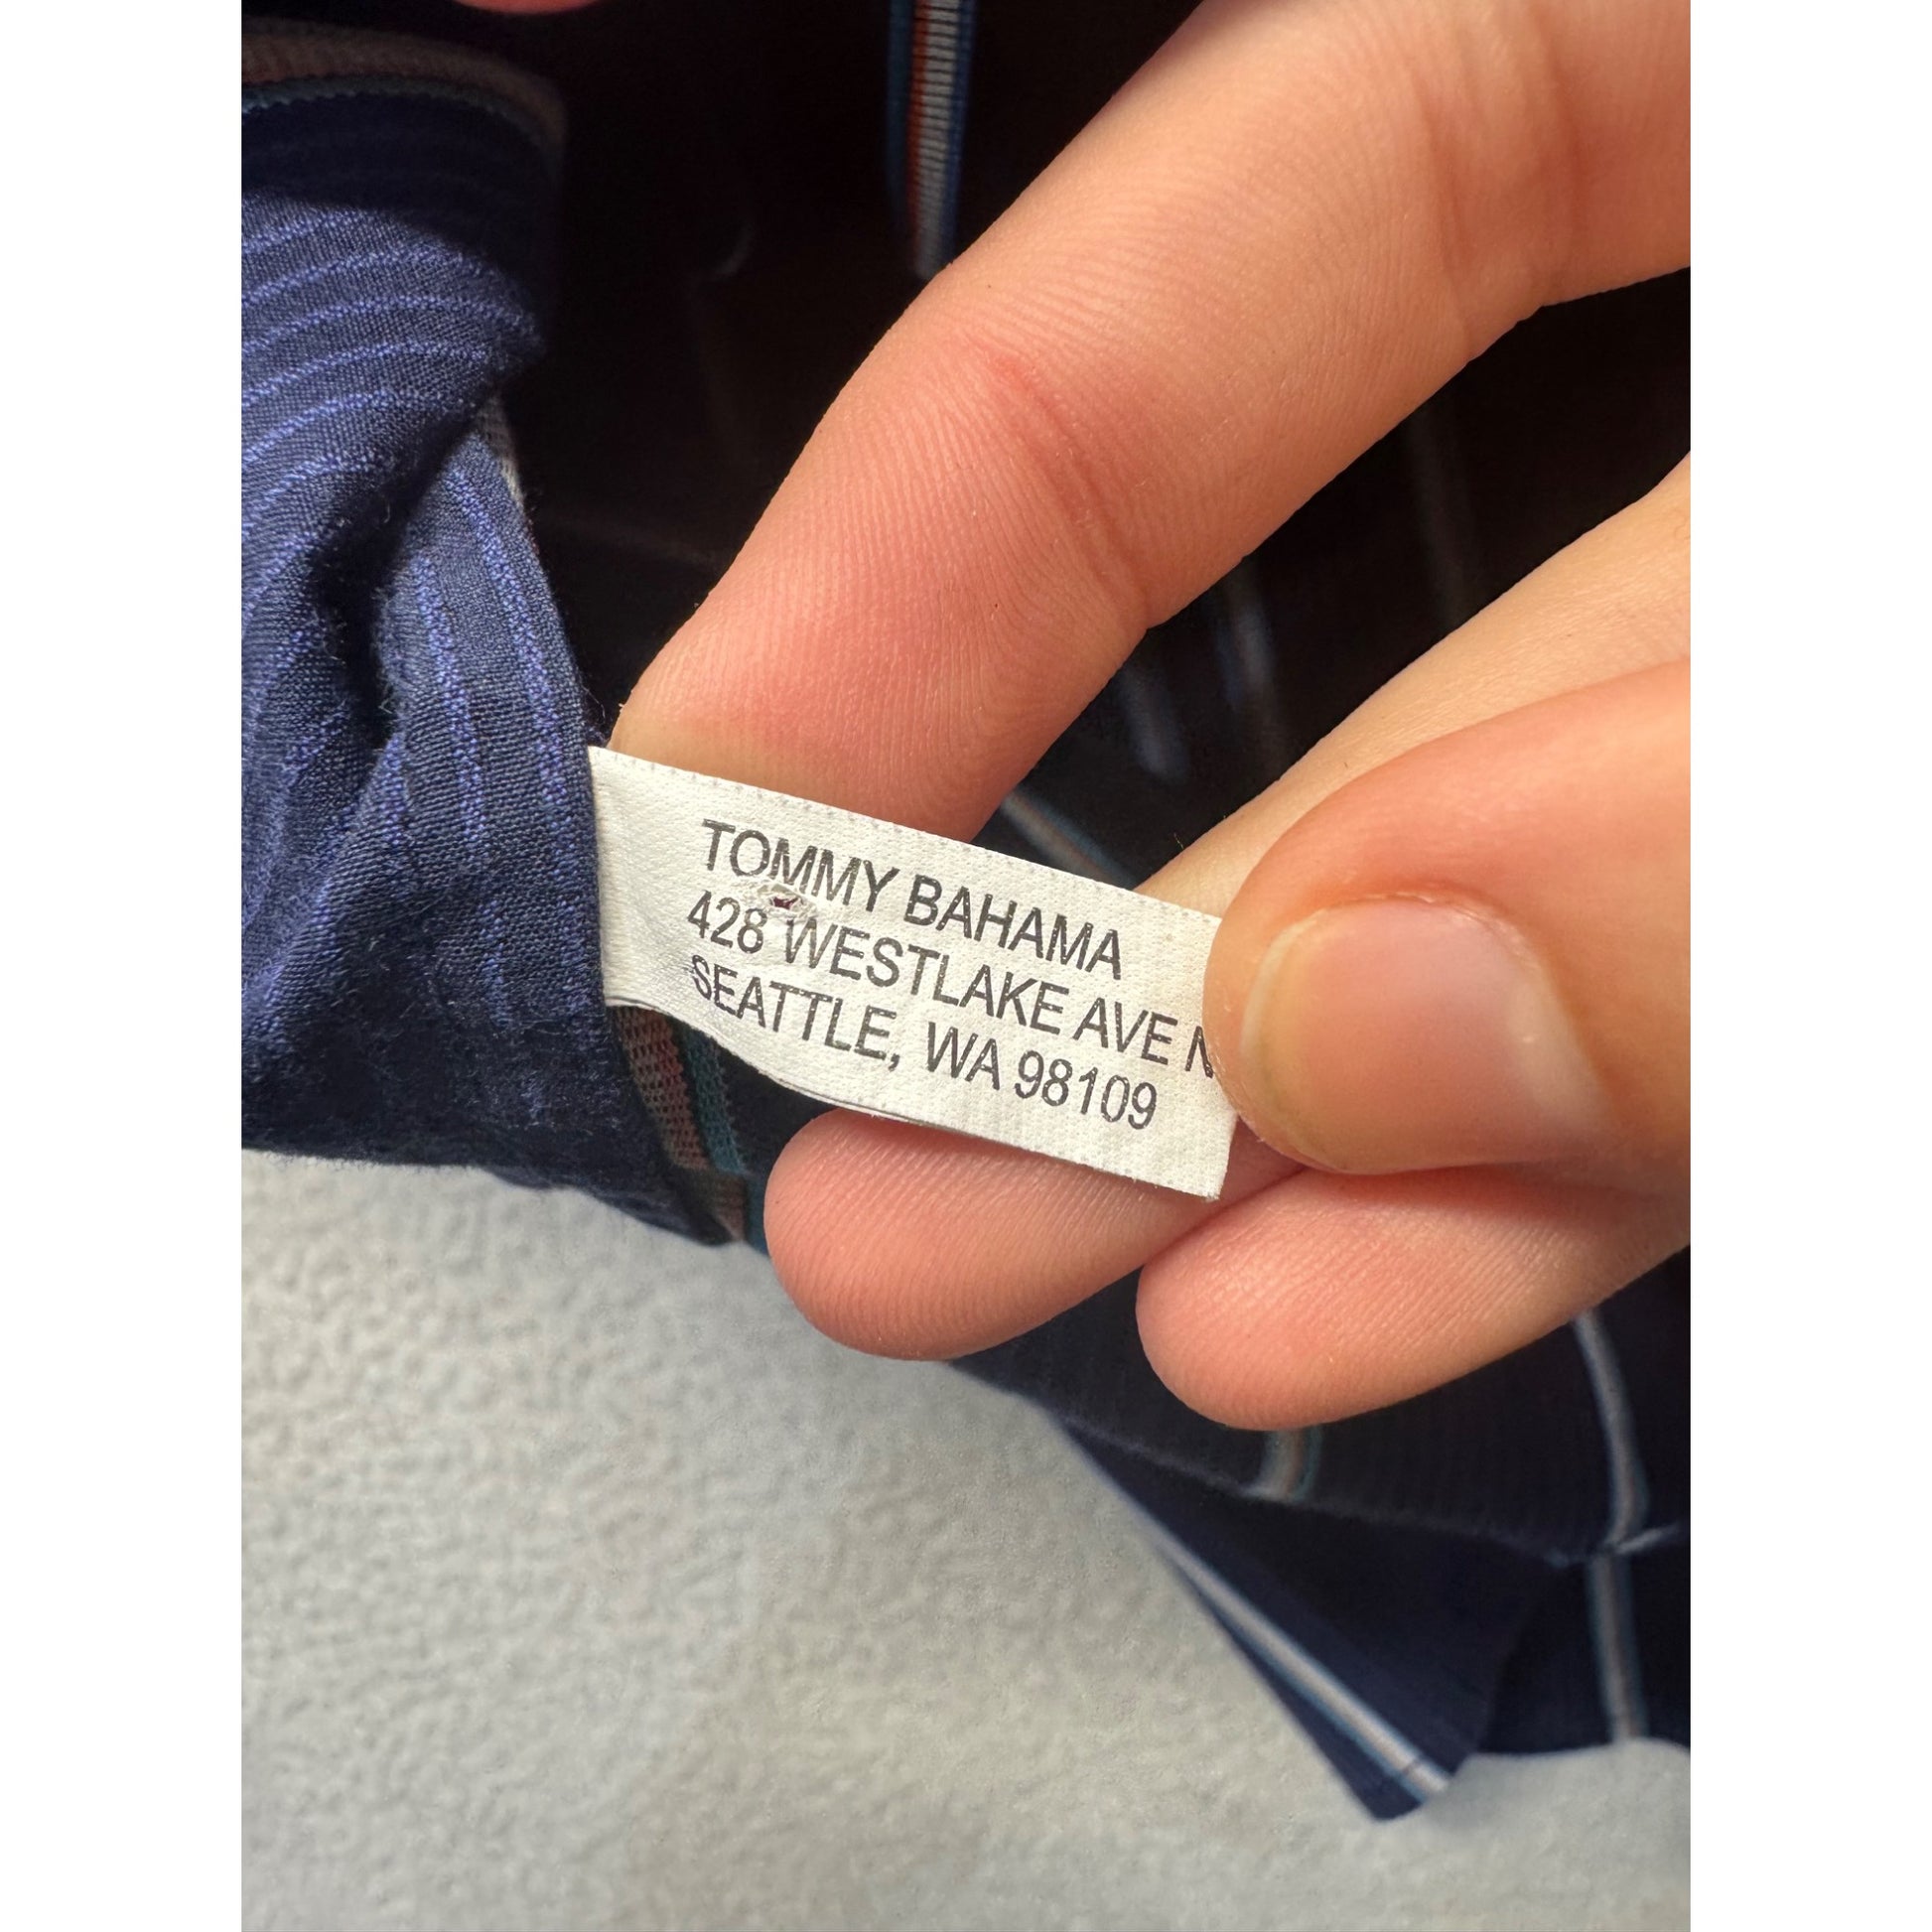 TOMMY BAHAMA
428 WESTLAKE AVE N
SEATTLE, WA 98109